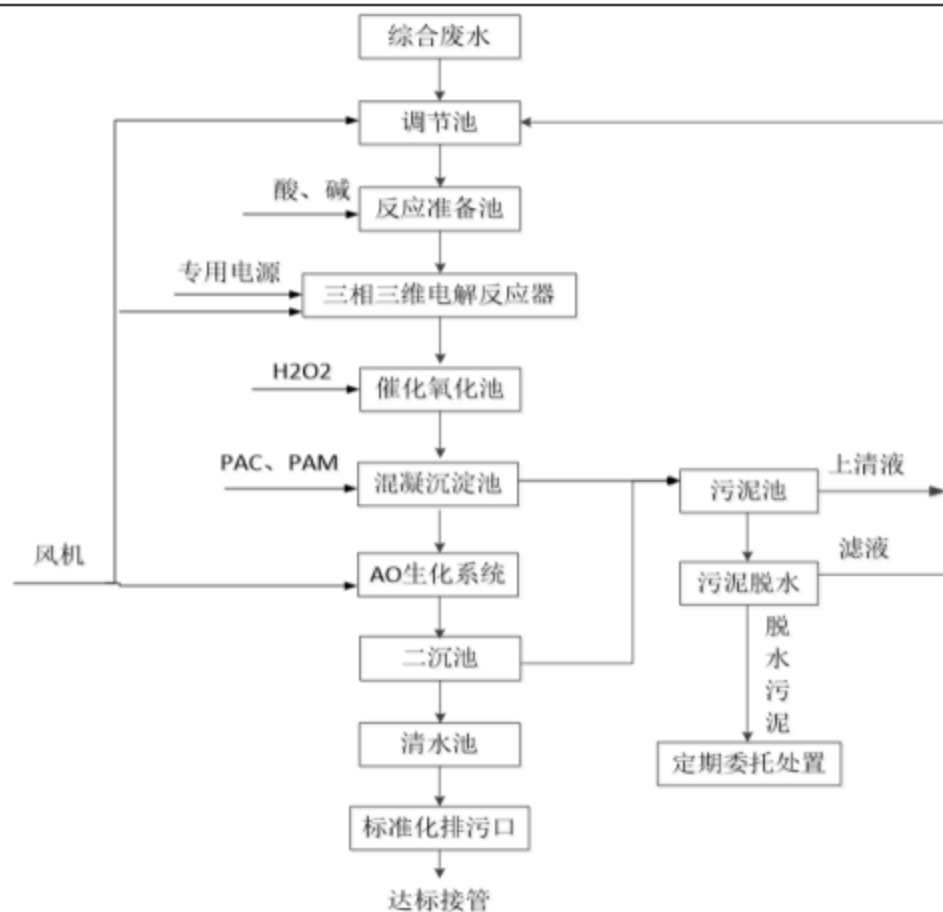 综合废水
调节池
酸、碱
反应准备池
专用电源
三相三维电解反应器
H2O2
催化氧化池
PAC、PAM
混凝沉淀池
污泥池
上清液
风机
AO生化系统
污泥脱水
滤液
二沉池
脱水污泥
清水池
定期委托处置
标准化排污口
达标接管